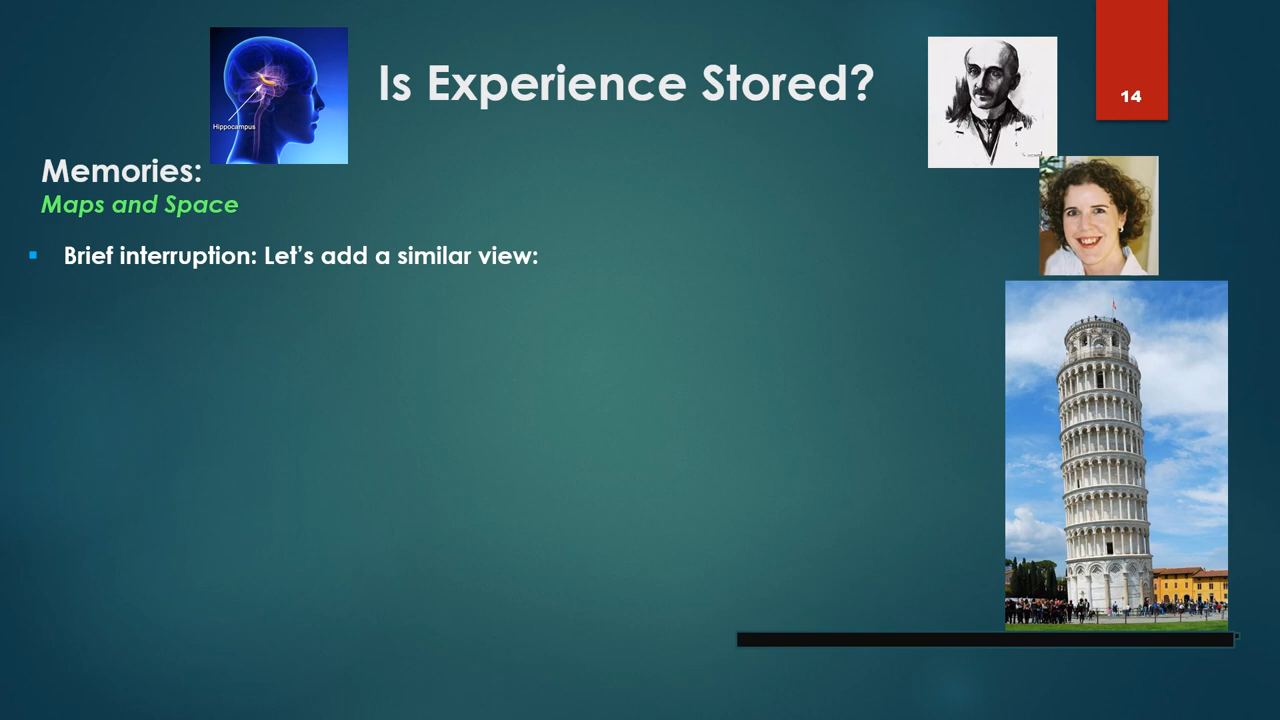 Is Experience Stored?
14
Hippocampus
Memories:
Maps and Space
Brief interruption: Let’s add a similar view: